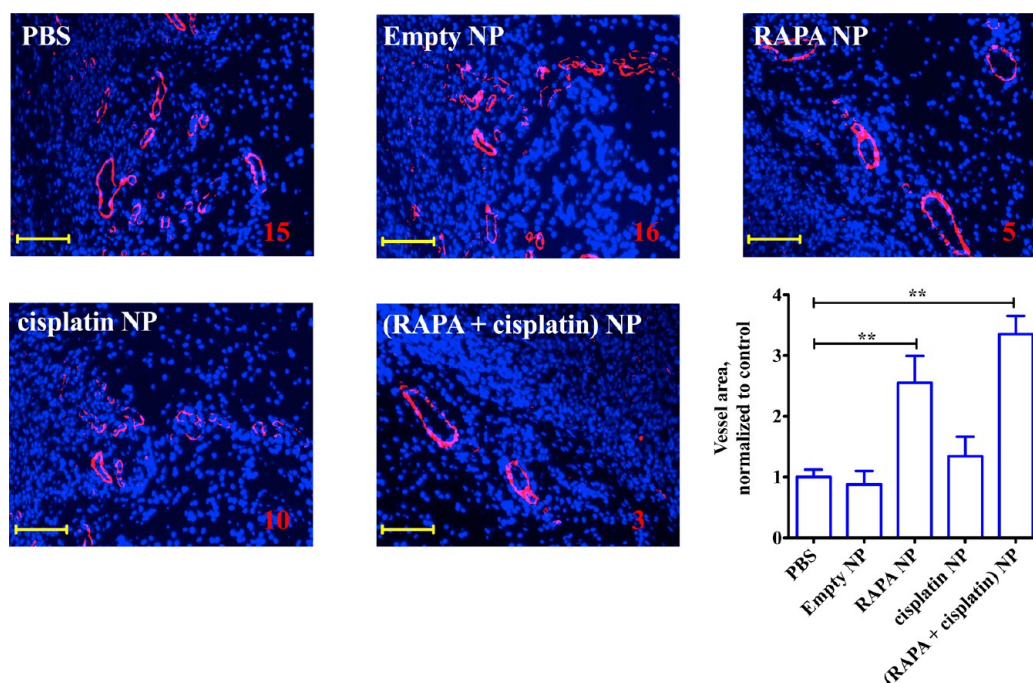 PBS
15
Empty NP
16
RAPA NP
5
cisplatin NP
10
(RAPA + cisplatin) NP
3
Vessel area,
normalized to control
4
3
2
1
0
**
**
PBS
Empty NP
RAPA NP
cisplatin NP
(RAPA + cisplatin) NP